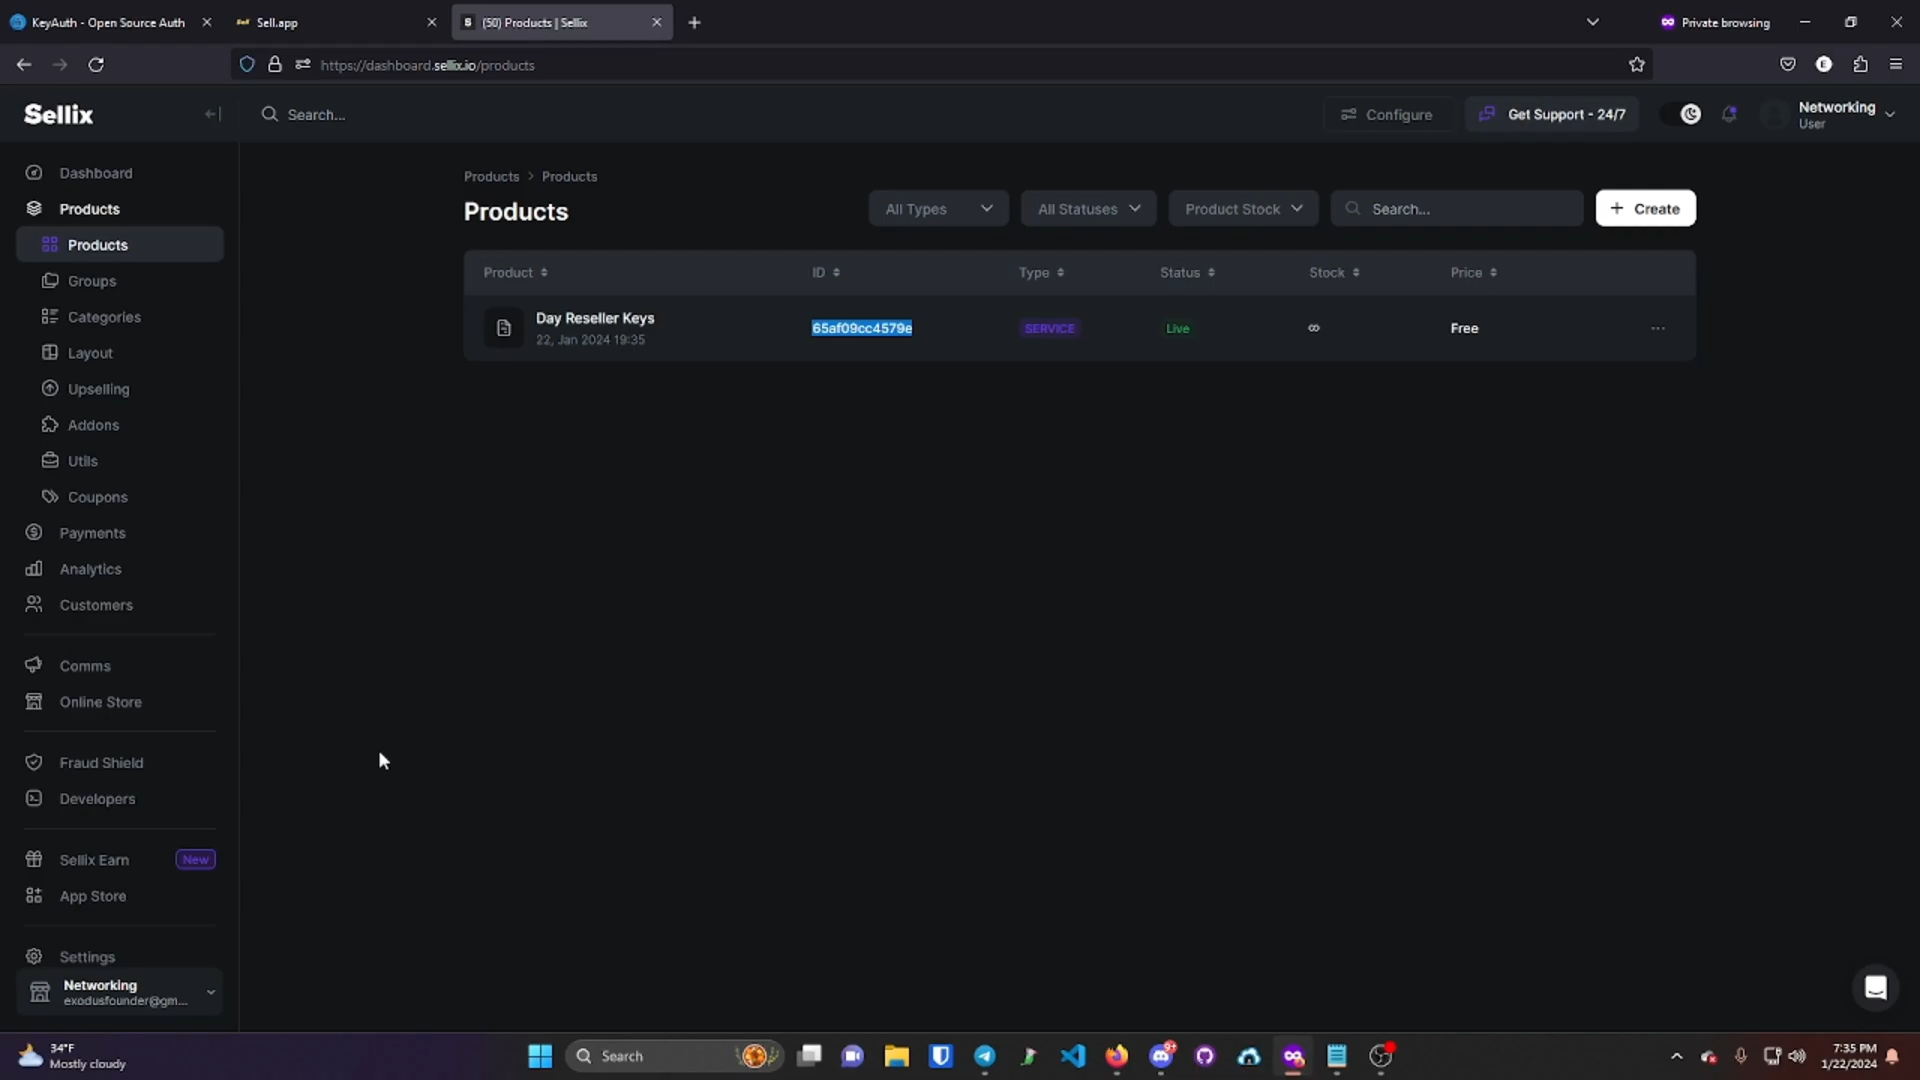 KeyAuth - Open Source Auth
Sell.app
(50) Products | Sellix
Private browsing
https://dashboard.sellix.io/products
Sellix
Search...
Configure
Get Support - 24/7
Networking
User
Dashboard
Products
Products
Groups
Categories
Layout
Upselling
Addons
Utils
Coupons
Payments
Analytics
Customers
Comms
Online Store
Fraud Shield
Developers
Sellix Earn New
App Store
Settings
Networking
exodusfounder@gm...
Products > Products
Products
All Types
All Statuses
Product Stock
Search...
+ Create
Product ID Type Status Stock Price
Day Reseller Keys 65af09cc4579e SERVICE Live ∞ Free ...
22, Jan 2024 19:35
34°F
Mostly cloudy
Search
9+
7:35 PM
1/22/2024